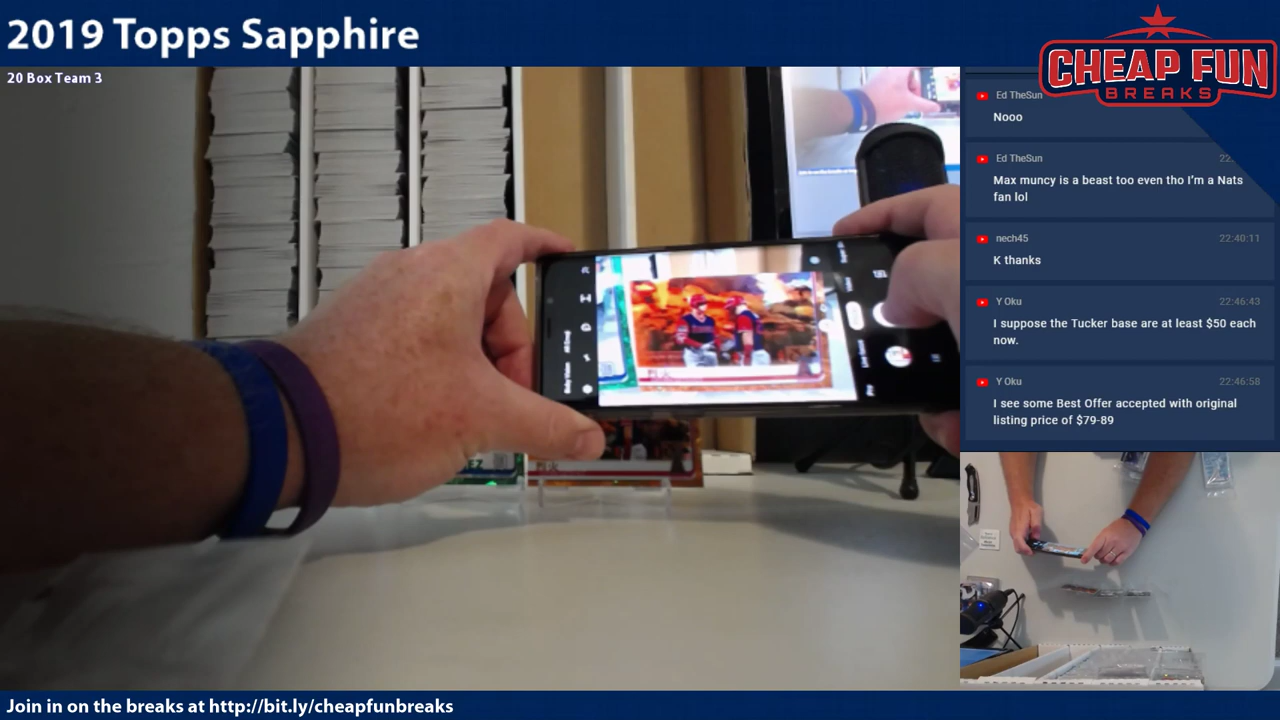 2019 Topps Sapphire
20 Box Team 3
CHEAP FUN
BREAKS
Ed TheSun
Nooo
Ed TheSun
Max muncy is a beast too even tho I'm a Nats
fan lol
nech45
22:40:11
K thanks
Y Oku
22:46:43
I suppose the Tucker base are at least $50 each
now.
Y Oku
22:46:58
I see some Best Offer accepted with original
listing price of $79-89
Join in on the breaks at http://bit.ly/cheapfunbreaks